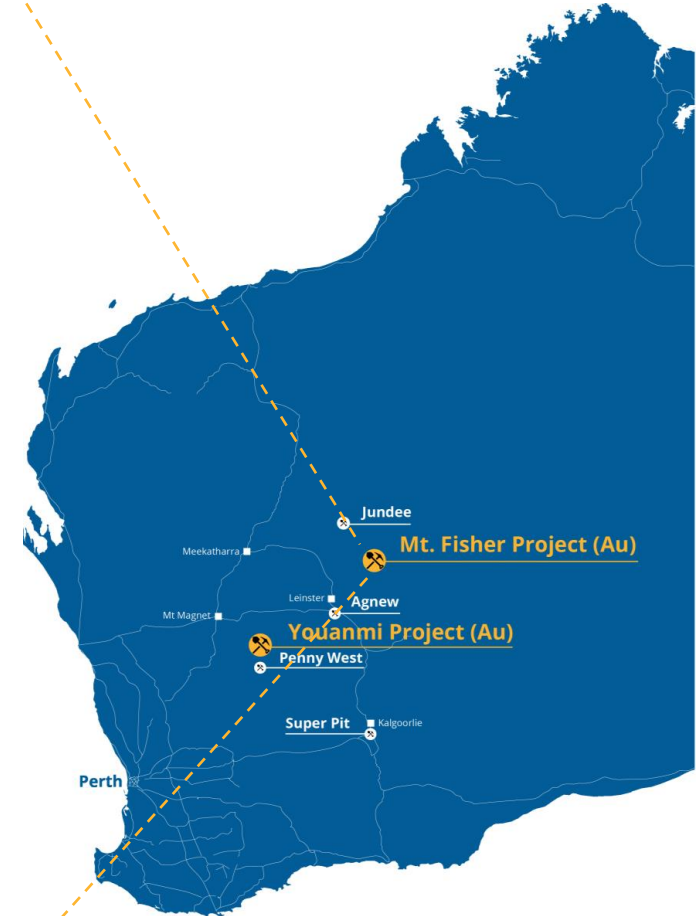 Jundee
Mt. Fisher Project (Au)
Meekatharra
Leinster
Agnew
Mt Magnet
Youanmi Project (Au)
Penny West
Super Pit
Kalgoorlie
Perth